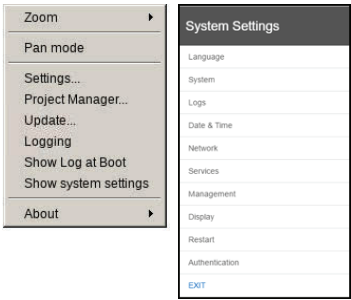 Zoom
Pan mode
Settings...
Project Manager...
Update...
Logging
Show Log at Boot
Show system settings
About
System Settings
Language
System
Logs
Date & Time
Network
Services
Management
Display
Restart
Authentication
EXIT